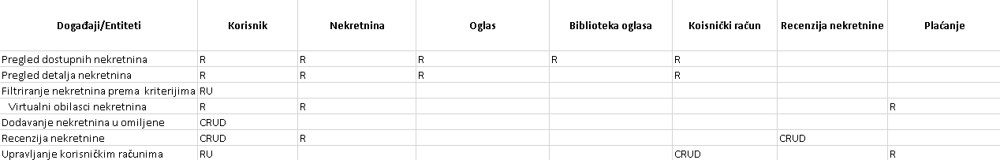 Događaji/Entiteti Korisnik Nekretnina Oglas Biblioteka oglasa Koisnički račun Recenzija nekretnine Plaćanje
Pregled dostupnih nekretnina R R R R R
Pregled detalja nekretnina R R R R
Filtriranje nekretnina prema kriterijima RU
Virtualni obilasci nekretnina R R R
Dodavanje nekretnina u omiljene CRUD
Recenzija nekretnine CRUD R CRUD
Upravljanje korisničkim računima RU CRUD R